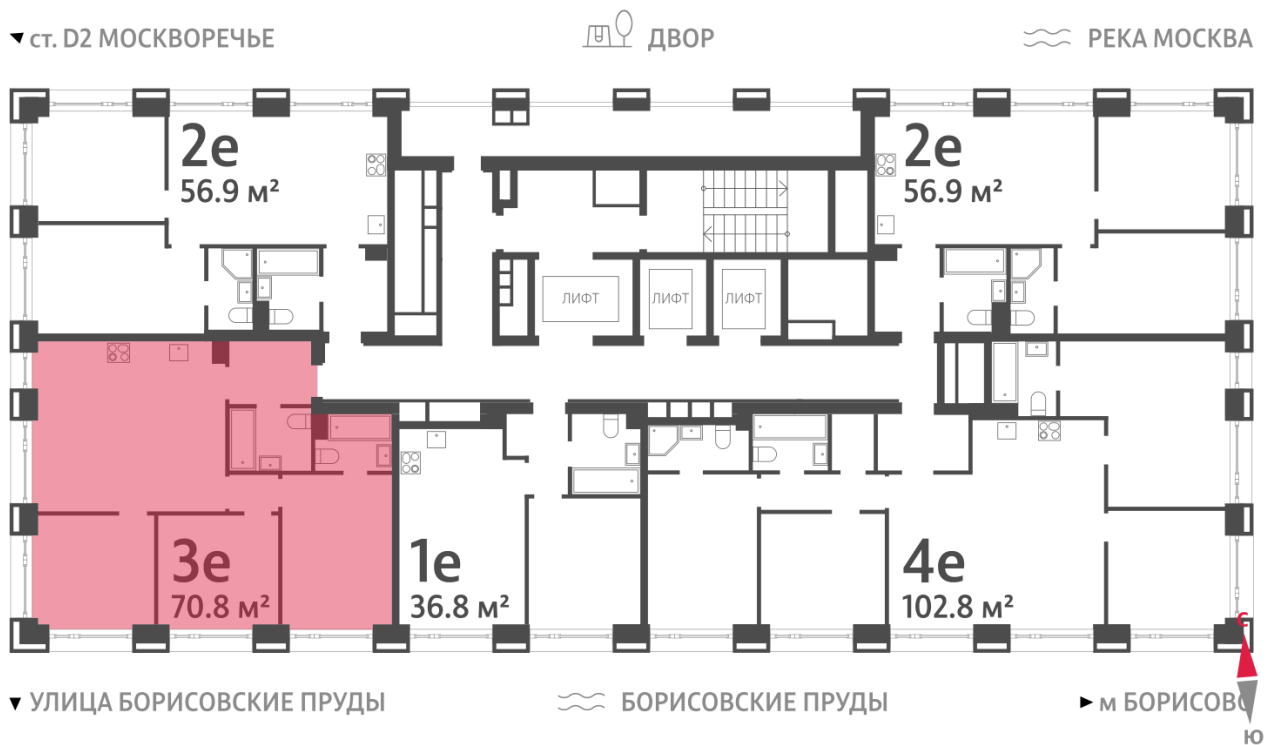 ст. D2 МОСКВОРЕЧЬЕ
ДВОР
РЕКА МОСКВА
2е
56.9 м²
2е
56.9 м²
ЛИФТ
ЛИФТ
ЛИФТ
3е
70.8 м²
1е
36.8 м²
4е
102.8 м²
С
УЛИЦА БОРИСОВСКИЕ ПРУДЫ
БОРИСОВСКИЕ ПРУДЫ
м БОРИСОВО
Ю